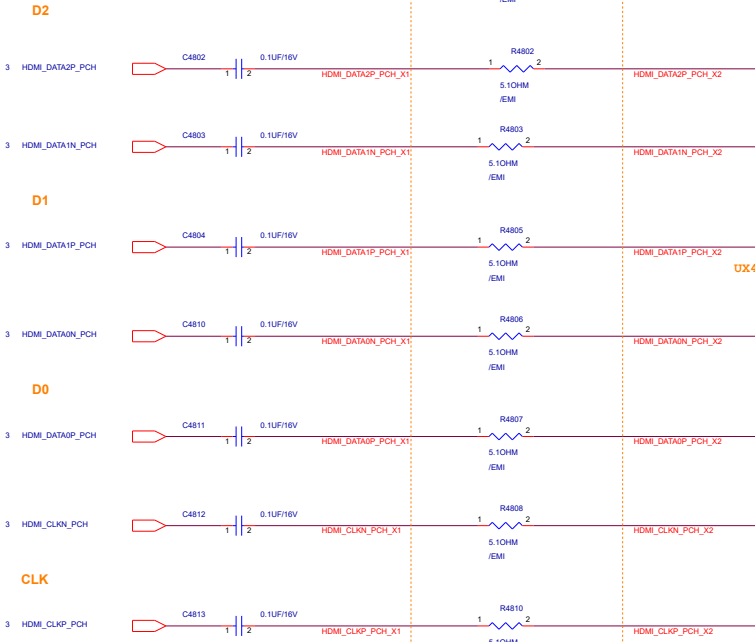 /EMI
D2
C4802 0.1UF/16V R4802
3 HDMI_DATA2P_PCH 1 2 HDMI_DATA2P_PCH_X1 1 2 HDMI_DATA2P_PCH_X2
5.1OHM
/EMI
C4803 0.1UF/16V R4803
3 HDMI_DATA1N_PCH 1 2 HDMI_DATA1N_PCH_X1 1 2 HDMI_DATA1N_PCH_X2
5.1OHM
/EMI
D1
C4804 0.1UF/16V R4805
3 HDMI_DATA1P_PCH 1 2 HDMI_DATA1P_PCH_X1 1 2 HDMI_DATA1P_PCH_X2
5.1OHM UX4
/EMI
C4810 0.1UF/16V R4806
3 HDMI_DATA0N_PCH 1 2 HDMI_DATA0N_PCH_X1 1 2 HDMI_DATA0N_PCH_X2
5.1OHM
/EMI
D0
C4811 0.1UF/16V R4807
3 HDMI_DATA0P_PCH 1 2 HDMI_DATA0P_PCH_X1 1 2 HDMI_DATA0P_PCH_X2
5.1OHM
/EMI
C4812 0.1UF/16V R4808
3 HDMI_CLKN_PCH 1 2 HDMI_CLKN_PCH_X1 1 2 HDMI_CLKN_PCH_X2
5.1OHM
/EMI
CLK
C4813 0.1UF/16V R4810
3 HDMI_CLKP_PCH 1 2 HDMI_CLKP_PCH_X1 1 2 HDMI_CLKP_PCH_X2
5.1OHM